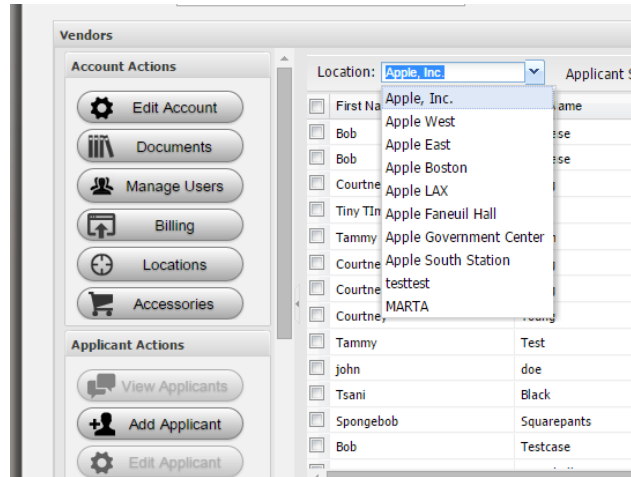 Vendors
Account Actions
Edit Account
Documents
Manage Users
Billing
Locations
Accessories
Applicant Actions
View Applicants
Add Applicant
Edit Applicant
Location: Apple, Inc. Applicant
Apple, Inc.
Apple West
Apple East
Apple Boston
Apple LAX
Apple Faneuil Hall
Apple Government Center
Apple South Station
testtest
MARTA
First Na ame
Bob
Bob
Courtne
Tiny TIm
Tammy
Courtne
Courtne
Courtney Young
Tammy Test
john doe
Tsani Black
Spongebob Squarepants
Bob Testcase